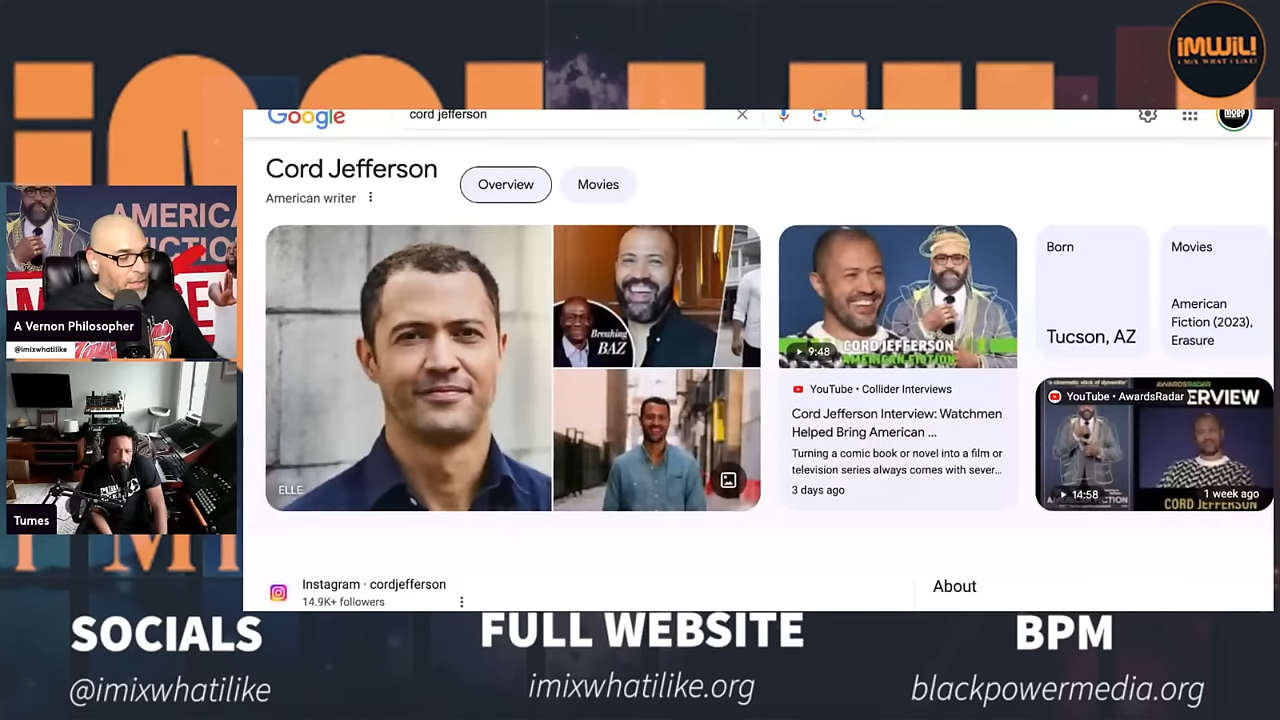 iMWiL!
I MiX WHAT I LiKE!
Google
cord jefferson
Cord Jefferson
American writer
Overview
Movies
ELLE
Breaking
BAZ
9:48
CORD JEFFERSON
AMERICAN FICTION
YouTube • Collider Interviews
Cord Jefferson Interview: Watchmen
Helped Bring American ...
Turning a comic book or novel into a film or
television series always comes with sever...
3 days ago
Born
Tucson, AZ
Movies
American
Fiction (2023),
Erasure
YouTube • AwardsRadar
ERVIEW
14:58
1 week ago
CORD JEFFERSON
Instagram · cordjefferson
14.9K+ followers
About
AMERICA
A Vernon Philosopher
@imixwhatilike
Tumes
SOCIALS
@imixwhatilike
FULL WEBSITE
imixwhatilike.org
BPM
blackpowermedia.org